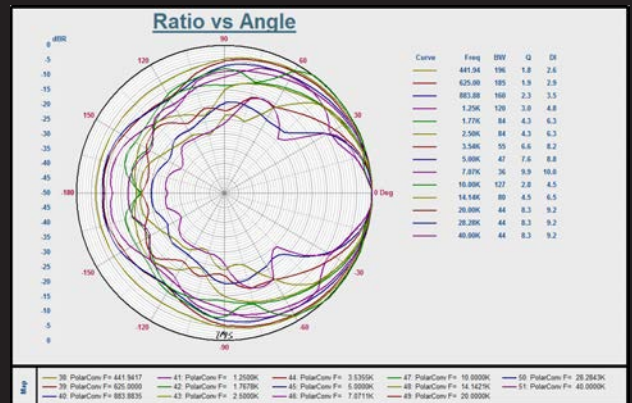 Ratio vs Angle
dBR
90
0
-5
-10
-15
-20
-25
-30
-35
-40
-45
-50
-45
-40
-35
-30
-25
-20
-15
-10
-5
0
120
60
150
30
-180
0 Deg
-150
-30
-120
-60
-90
Curve Freq BW Q DI
441.94 196 1.8 2.6
625.00 185 1.9 2.9
883.88 160 2.3 3.5
1.25K 120 3.0 4.8
1.77K 84 4.3 6.3
2.50K 84 4.3 6.3
3.54K 55 6.6 8.2
5.00K 47 7.6 8.8
7.07K 36 9.9 10.0
10.00K 127 2.8 4.5
14.14K 80 4.5 6.5
20.00K 44 8.3 9.2
28.28K 44 8.3 9.2
40.00K 44 8.3 9.2
Map
38: PolarConv F= 441.9417 41: PolarConv F= 1.2500K 44: PolarConv F= 3.5355K 47: PolarConv F= 10.0000K 50: PolarConv F= 28.2843K
39: PolarConv F= 625.0000 42: PolarConv F= 1.7678K 45: PolarConv F= 5.0000K 48: PolarConv F= 14.1421K 51: PolarConv F= 40.0000K
40: PolarConv F= 883.8835 43: PolarConv F= 2.5000K 46: PolarConv F= 7.0711K 49: PolarConv F= 20.0000K